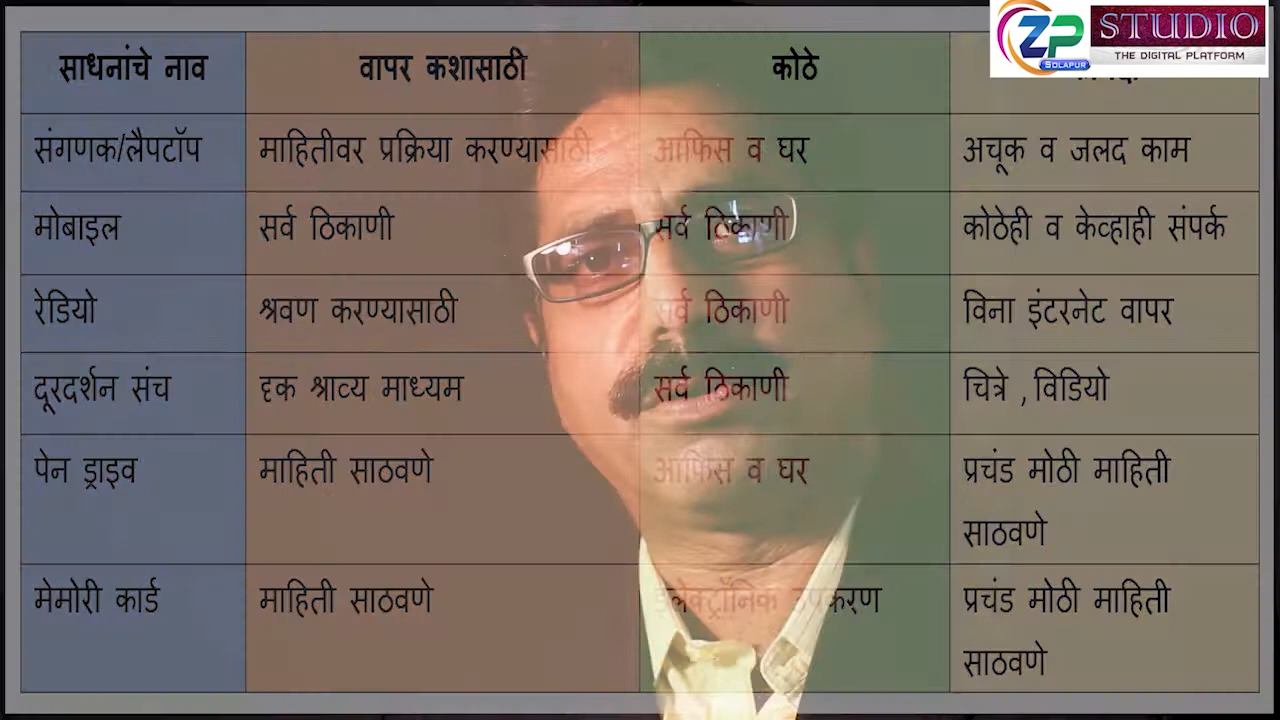 ZP STUDIO
SOLAPUR
THE DIGITAL PLATFORM
साधनांचे नाव वापर कशासाठी कोठे
संगणक/लॅपटॉप माहितीवर प्रक्रिया करण्यासाठी आफिस व घर अचूक व जलद काम
मोबाइल सर्व ठिकाणी सर्व ठिकाणी कोठेही व केव्हाही संपर्क
रेडियो श्रवण करण्यासाठी सर्व ठिकाणी विना इंटरनेट वापर
दूरदर्शन संच दृक श्राव्य माध्यम सर्व ठिकाणी चित्रे , विडियो
पेन ड्राइव माहिती साठवणे आफिस व घर प्रचंड मोठी माहिती
साठवणे
मेमोरी कार्ड माहिती साठवणे इलेक्ट्रॉनिक उपकरण प्रचंड मोठी माहिती
साठवणे